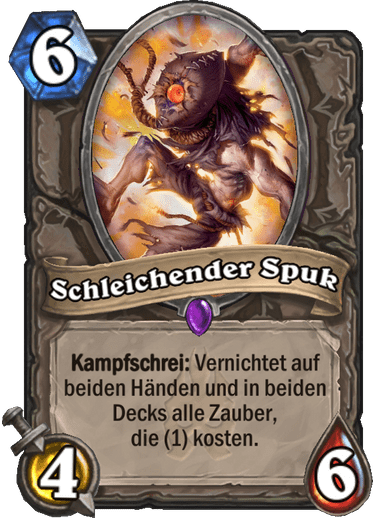 6
Schleichender Spuk
Kampfschrei: Vernichtet auf
beiden Händen und in beiden
Decks alle Zauber,
die (1) kosten.
4
6